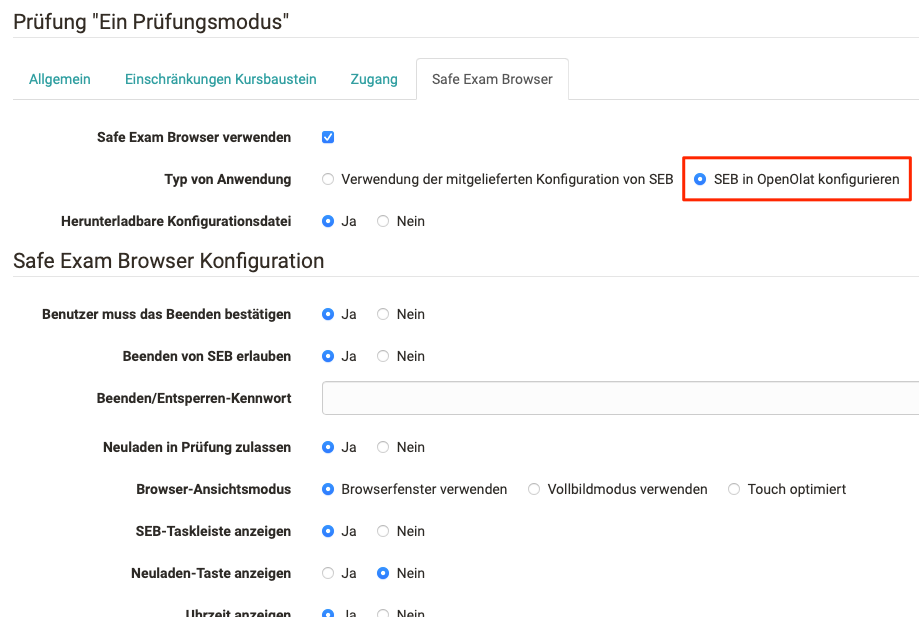 Prüfung "Ein Prüfungsmodus"
Allgemein Einschränkungen Kursbaustein Zugang Safe Exam Browser
Safe Exam Browser verwenden
Typ von Anwendung Verwendung der mitgelieferten Konfiguration von SEB SEB in OpenOlat konfigurieren
Herunterladbare Konfigurationsdatei Ja Nein
Safe Exam Browser Konfiguration
Benutzer muss das Beenden bestätigen Ja Nein
Beenden von SEB erlauben Ja Nein
Beenden/Entsperren-Kennwort
Neuladen in Prüfung zulassen Ja Nein
Browser-Ansichtsmodus Browserfenster verwenden Vollbildmodus verwenden Touch optimiert
SEB-Taskleiste anzeigen Ja Nein
Neuladen-Taste anzeigen Ja Nein
Uhrzeit anzeigen Ja Nein